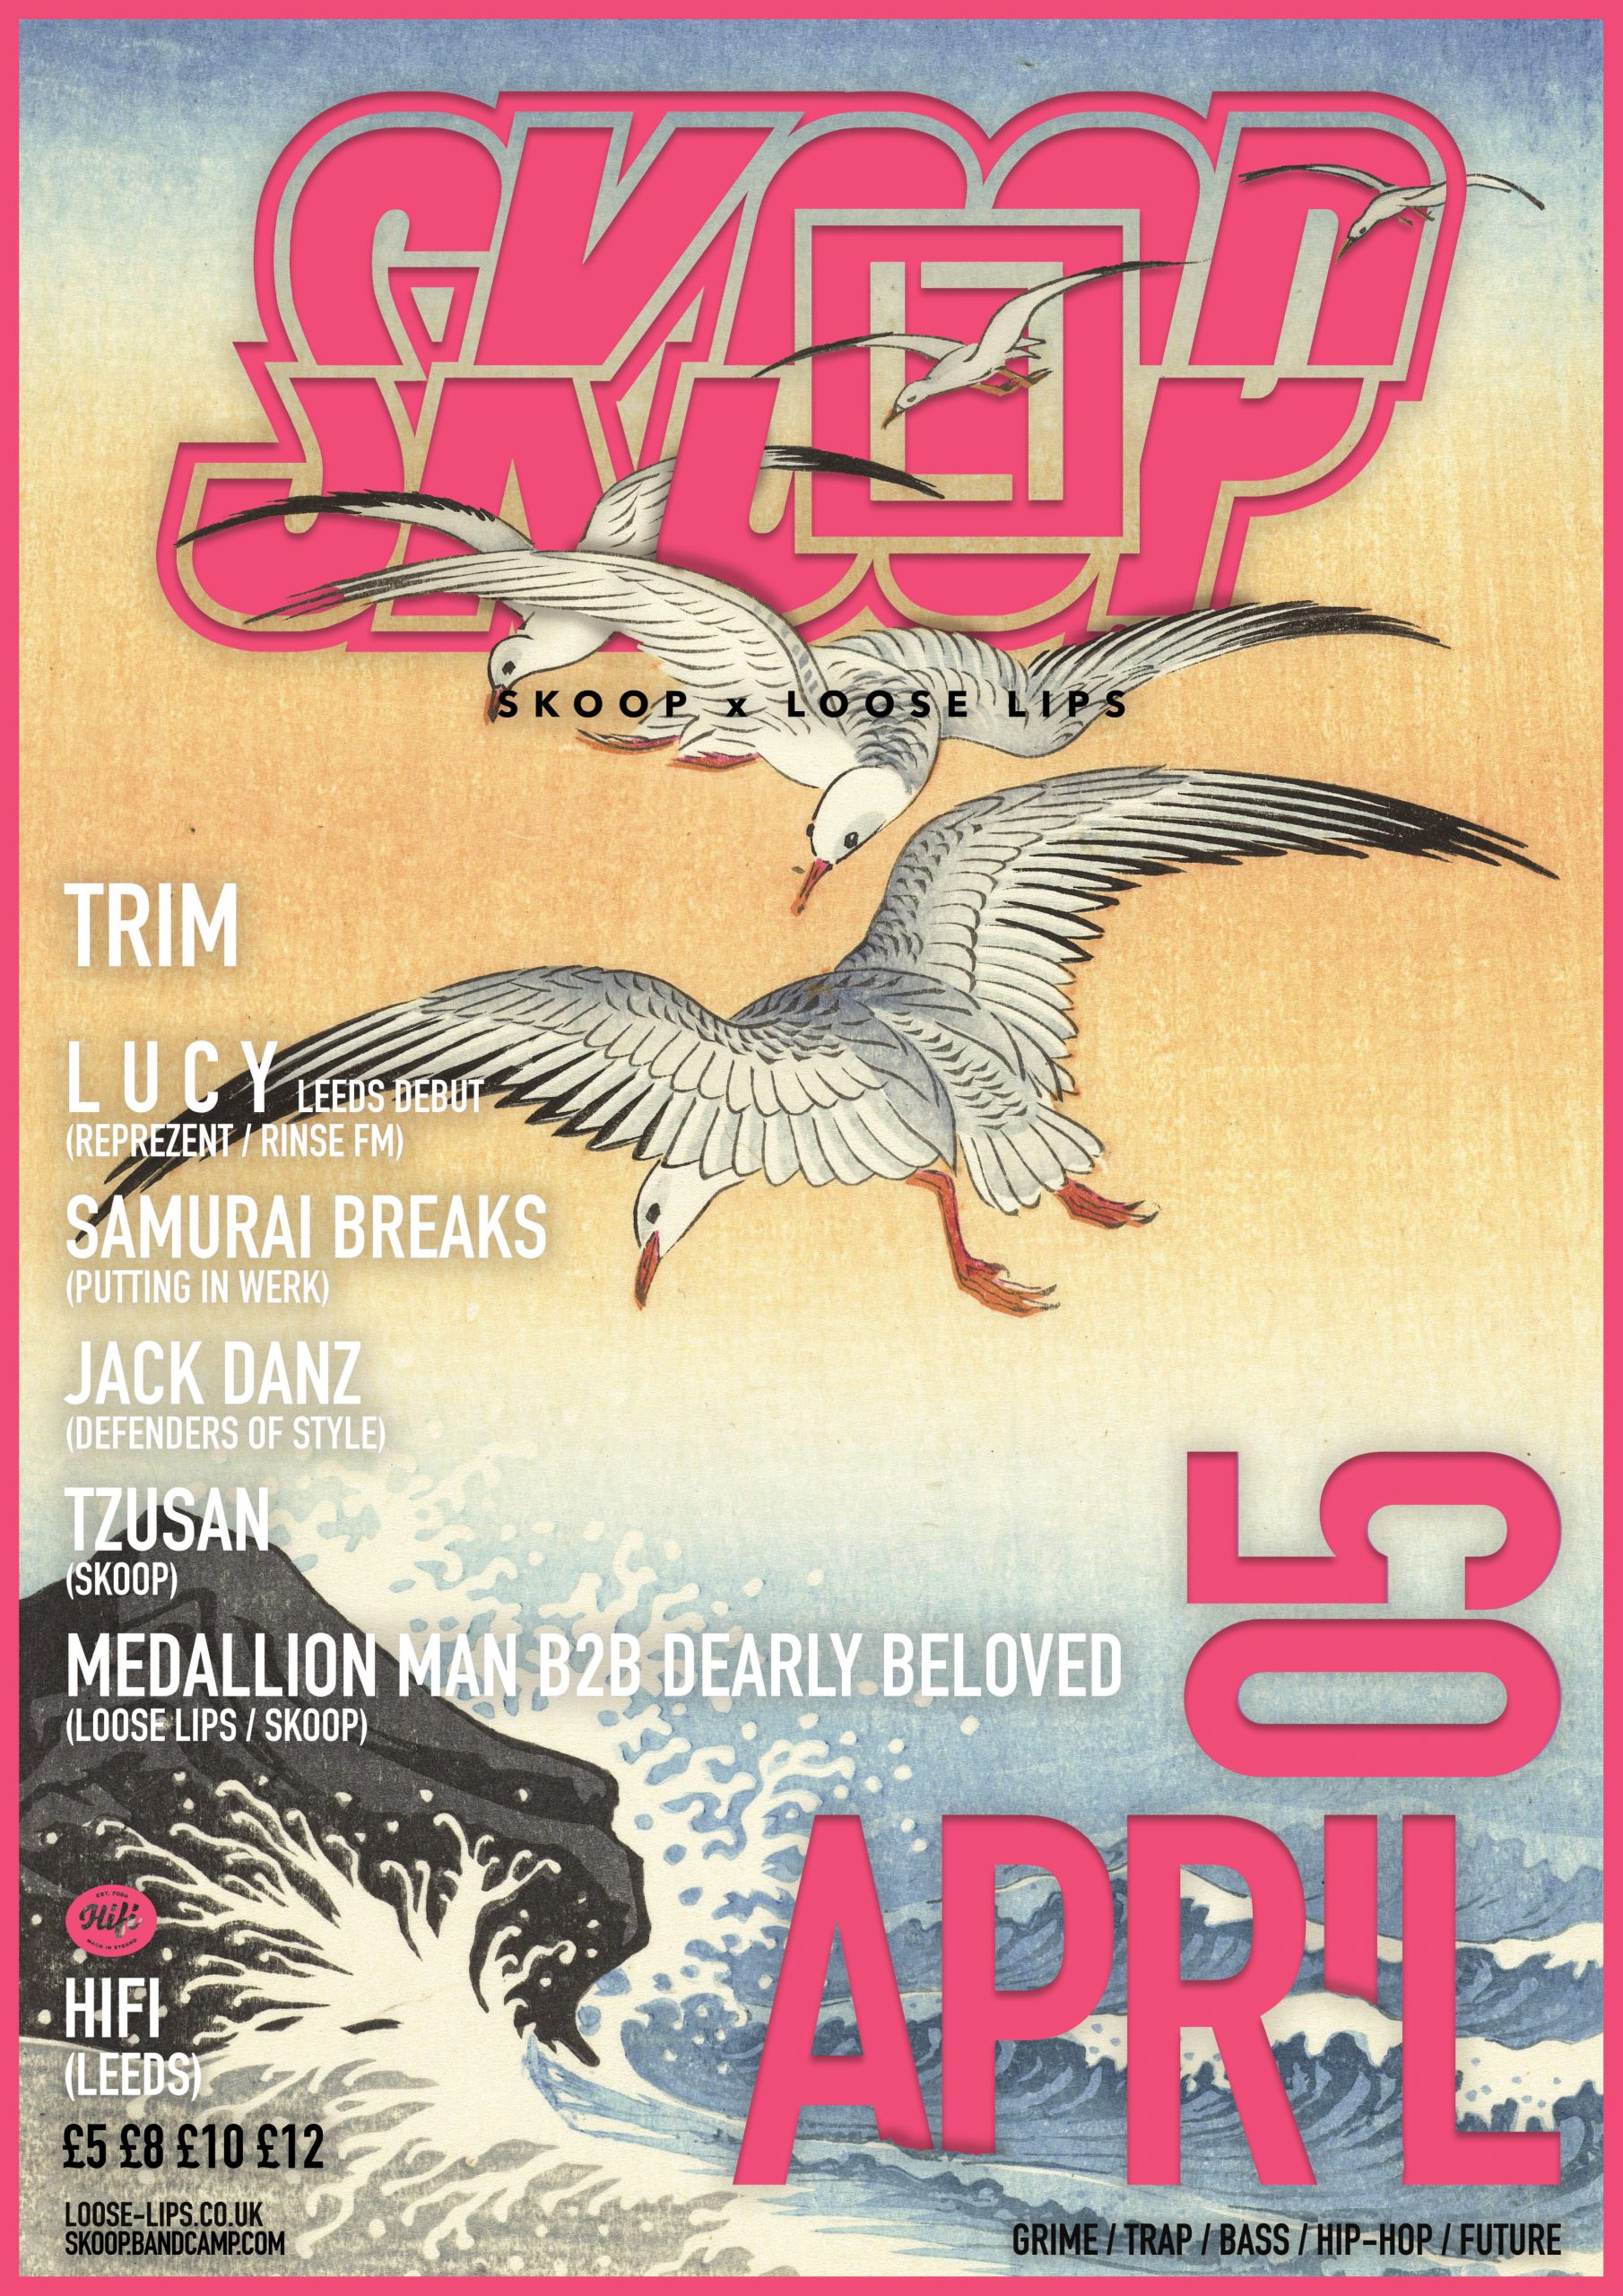 SKOOP
SKOOP x LOOSE LIPS
TRIM
L U C Y LEEDS DEBUT
(REPREZENT / RINSE FM)
SAMURAI BREAKS
(PUTTING IN WERK)
JACK DANZ
(DEFENDERS OF STYLE)
TZUSAN
(SKOOP)
MEDALLION MAN B2B DEARLY BELOVED
(LOOSE LIPS / SKOOP)
05
APRIL
Hifi
HIFI
(LEEDS)
£5 £8 £10 £12
LOOSE-LIPS.CO.UK
SKOOP.BANDCAMP.COM
GRIME / TRAP / BASS / HIP-HOP / FUTURE